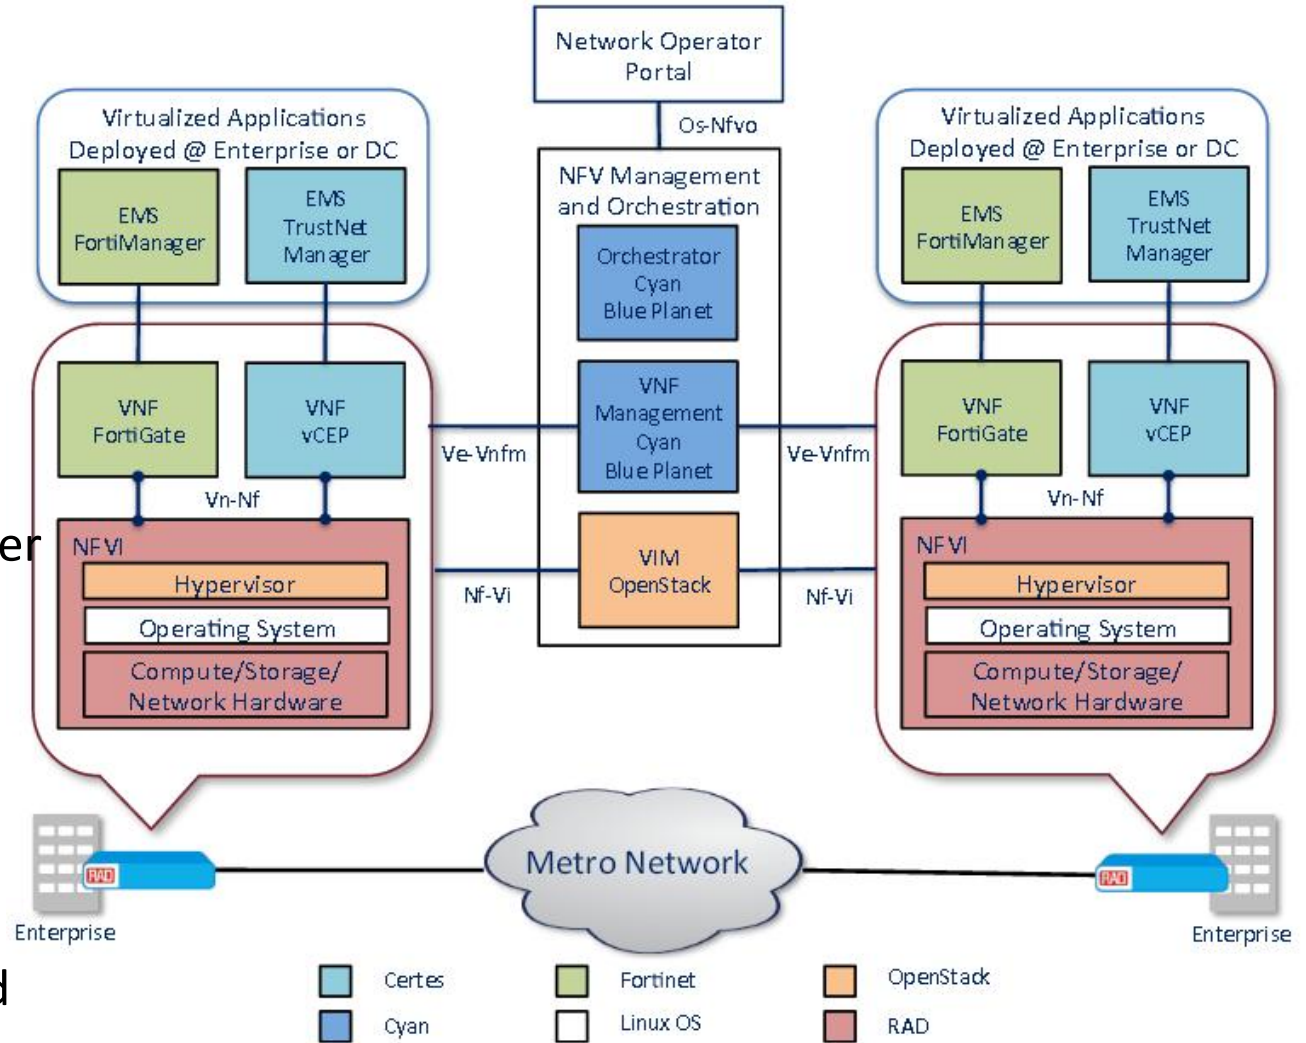 Network Operator
Portal
Os-Nfvo
Virtualized Applications
Deployed @ Enterprise or DC
EMS
FortiManager
EMS
TrustNet
Manager
VNF
FortiGate
VNF
vCEP
Vn-Nf
NFVI
Hypervisor
Operating System
Compute/Storage/
Network Hardware
NFV Management
and Orchestration
Orchestrator
Cyan
Blue Planet
VNF
Management
Cyan
Blue Planet
VIM
OpenStack
Ve-Vnfm
Nf-Vi
Ve-Vnfm
Nf-Vi
Virtualized Applications
Deployed @ Enterprise or DC
EMS
FortiManager
EMS
TrustNet
Manager
VNF
FortiGate
VNF
vCEP
Vn-Nf
NFVI
Hypervisor
Operating System
Compute/Storage/
Network Hardware
er
RAD
Enterprise
Metro Network
RAD
Enterprise
d
Certes
Fortinet
OpenStack
Cyan
Linux OS
RAD